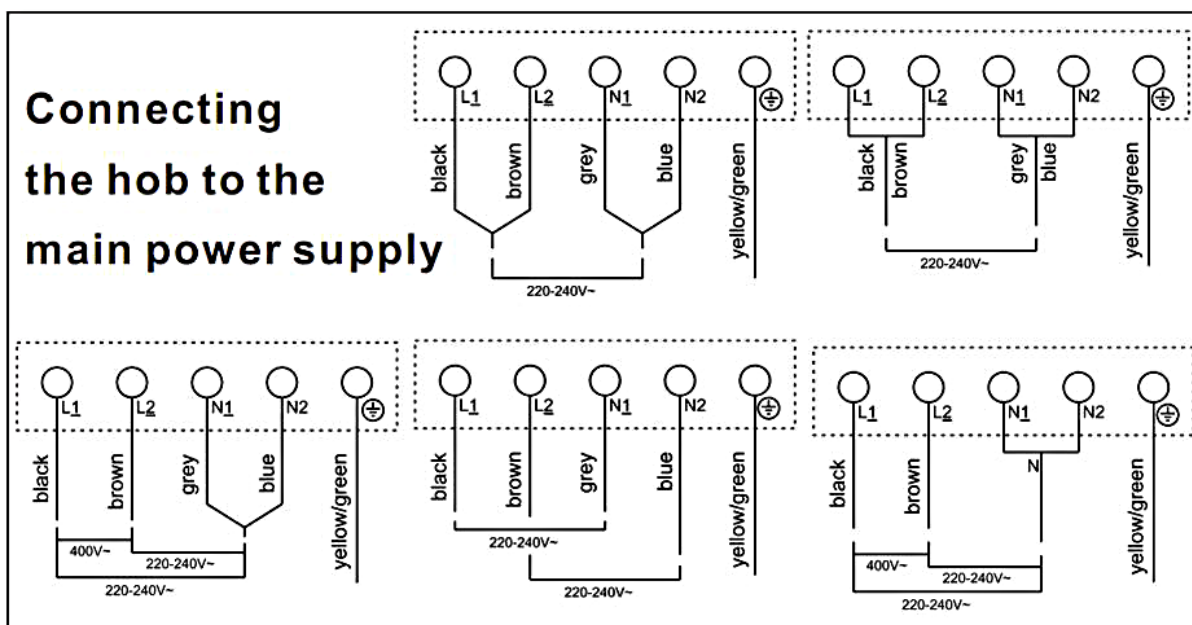 Connecting
the hob to the
main power supply
L1 L2 N1 N2
black brown grey blue yellow/green
220-240V~
L1 L2 N1 N2
black brown grey blue yellow/green
220-240V~
L1 L2 N1 N2
black brown grey blue yellow/green
400V~
220-240V~
220-240V~
L1 L2 N1 N2
black brown grey blue yellow/green
220-240V~
220-240V~
L1 L2 N1 N2
N
black brown yellow/green
400V~
220-240V~
220-240V~